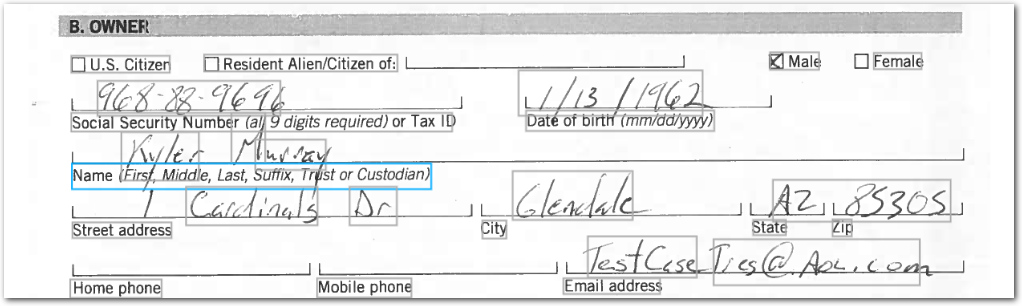 B. OWNER
U.S. Citizen Resident Alien/Citizen of: Male Female
968-88-9696 1/13/1962
Social Security Number (all 9 digits required) or Tax ID Date of birth (mm/dd/yyyy)
Kyler Murray
Name (First, Middle, Last, Suffix, Trust or Custodian)
1 Cardinals Dr Glendale AZ 85305
Street address City State Zip
TestCaseTies@.AOL.com
Home phone Mobile phone Email address